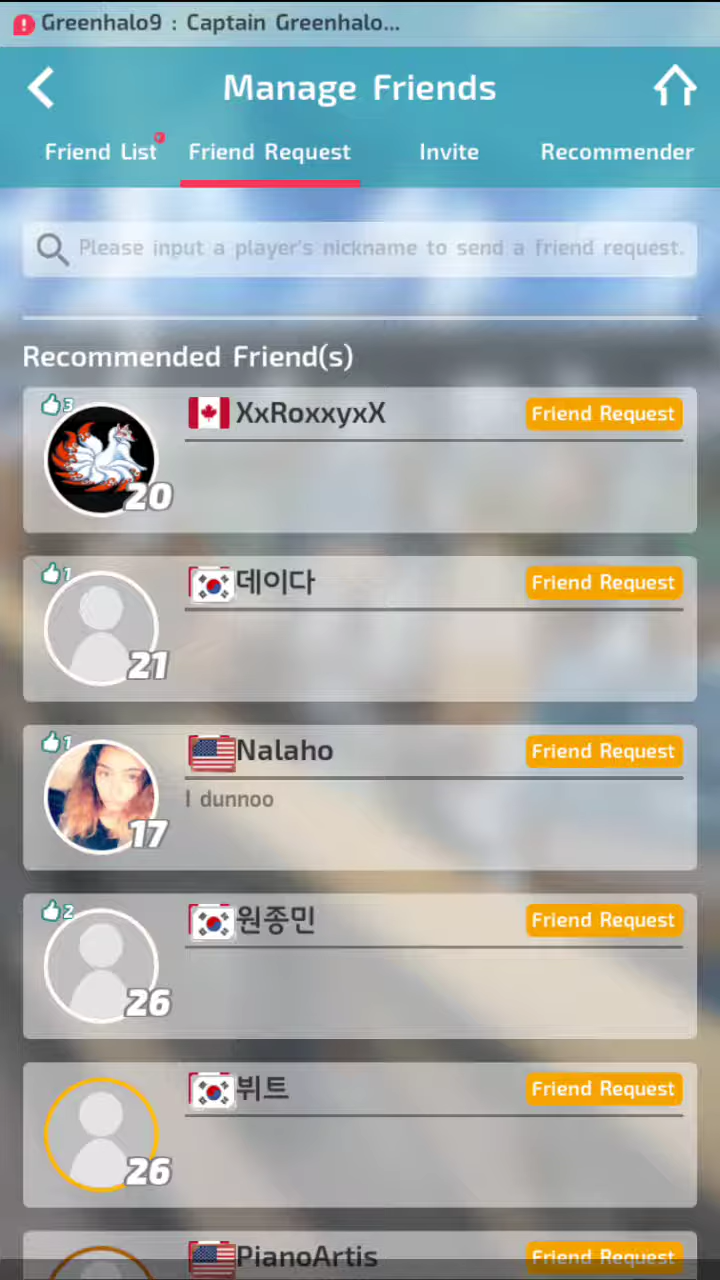 Greenhalo9 : Captain Greenhalo...
Manage Friends
Friend List Friend Request Invite Recommender
Please input a player's nickname to send a friend request.
Recommended Friend(s)
3 XxRoxxyxX Friend Request
20
1 데이다 Friend Request
21
1 Nalaho Friend Request
I dunnoo
17
2 원종민 Friend Request
26
뷔트 Friend Request
26
PianoArtis Friend Request